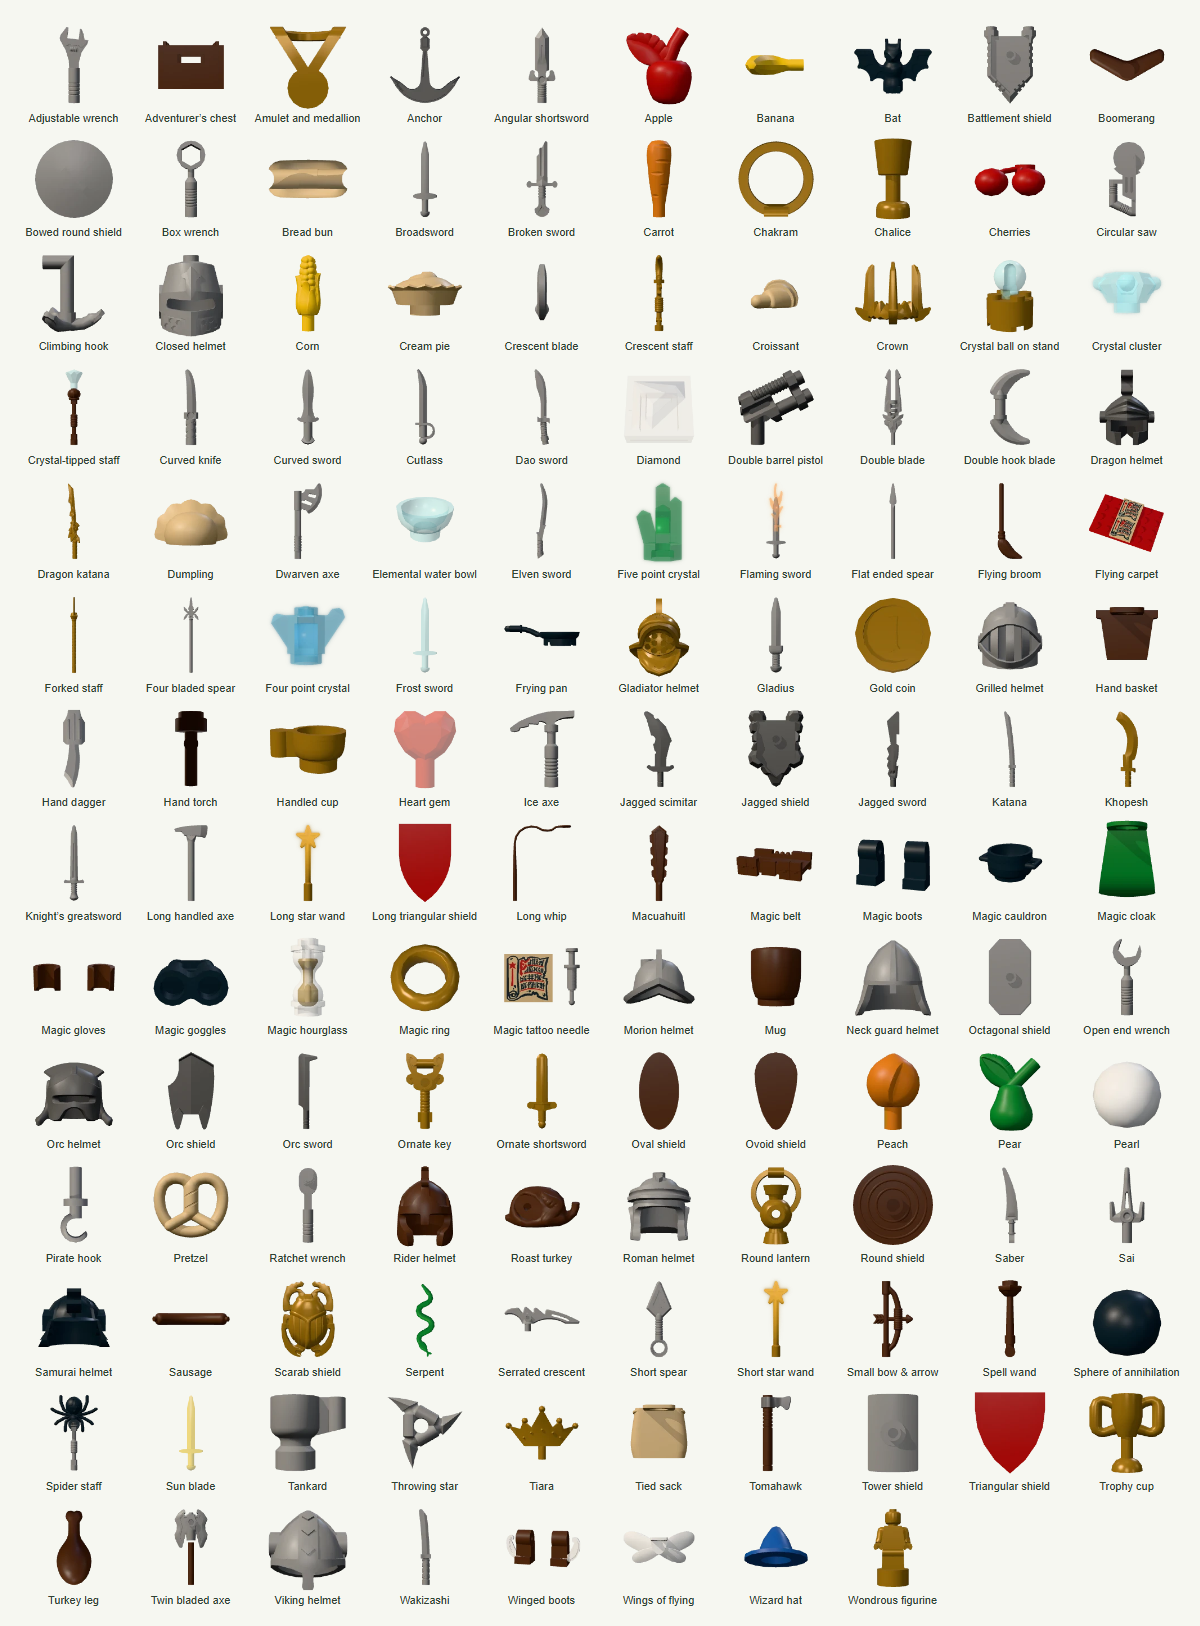 Adjustable wrench Adventurer's chest Amulet and medallion Anchor Angular shortsword Apple Banana Bat Battlement shield Boomerang
Bowed round shield Box wrench Bread bun Broadsword Broken sword Carrot Chakram Chalice Cherries Circular saw
Climbing hook Closed helmet Corn Cream pie Crescent blade Crescent staff Croissant Crown Crystal ball on stand Crystal cluster
Crystal-tipped staff Curved knife Curved sword Cutlass Dao sword Diamond Double barrel pistol Double blade Double hook blade Dragon helmet
Dragon katana Dumpling Dwarven axe Elemental water bowl Elven sword Five point crystal Flaming sword Flat ended spear Flying broom Flying carpet
Forked staff Four bladed spear Four point crystal Frost sword Frying pan Gladiator helmet Gladius Gold coin Grilled helmet Hand basket
Hand dagger Hand torch Handled cup Heart gem Ice axe Jagged scimitar Jagged shield Jagged sword Katana Khopesh
Knight's greatsword Long handled axe Long star wand Long triangular shield Long whip Macuahuitl Magic belt Magic boots Magic cauldron Magic cloak
Magic gloves Magic goggles Magic hourglass Magic ring Magic tattoo needle Morion helmet Mug Neck guard helmet Octagonal shield Open end wrench
Orc helmet Orc shield Orc sword Ornate key Ornate shortsword Oval shield Ovoid shield Peach Pear Pearl
Pirate hook Pretzel Ratchet wrench Rider helmet Roast turkey Roman helmet Round lantern Round shield Saber Sai
Samurai helmet Sausage Scarab shield Serpent Serrated crescent Short spear Short star wand Small bow & arrow Spell wand Sphere of annihilation
Spider staff Sun blade Tankard Throwing star Tiara Tied sack Tomahawk Tower shield Triangular shield Trophy cup
Turkey leg Twin bladed axe Viking helmet Wakizashi Winged boots Wings of flying Wizard hat Wondrous figurine